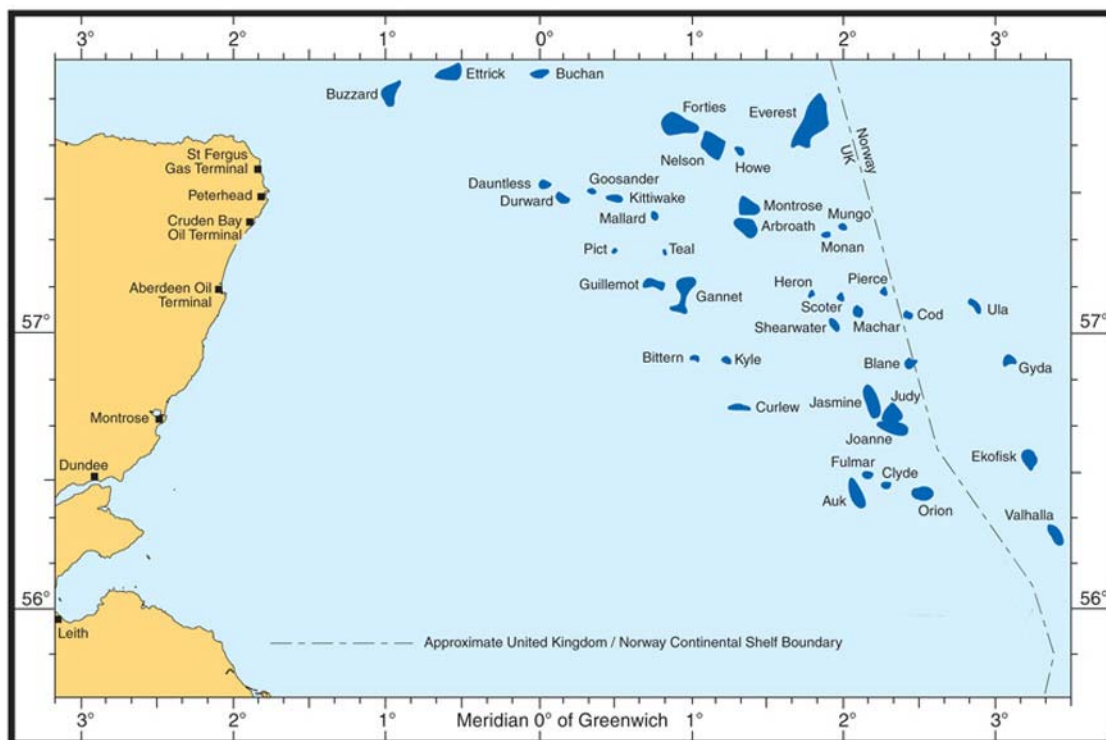 3° 2° 0° 1° 2° 3°
Ettrick
Buchan
Buzzard
Forties
Everest
Norway
UK
St Fergus
Gas Terminal
Nelson
Howe
Peterhead
Dauntless
Goosander
Durward
Kittiwake
Mallard
Montrose
Mungo
Cruden Bay
Oil Terminal
Arbroath
Monan
Pict
Teal
Guillemot
Gannet
Heron
Pierce
Aberdeen Oil
Terminal
Scoter
Cod
Ula
57°
57°
Shearwater
Machar
Bittern
Kyle
Blane
Gyda
Curlew
Jasmine
Judy
Montrose
Joanne
Ekofisk
Dundee
Fulmar
Clyde
Auk
Orion
Valhalla
56°
56°
Leith
Approximate United Kingdom / Norway Continental Shelf Boundary
3° 2° 1° Meridian 0° of Greenwich 1° 2° 3°